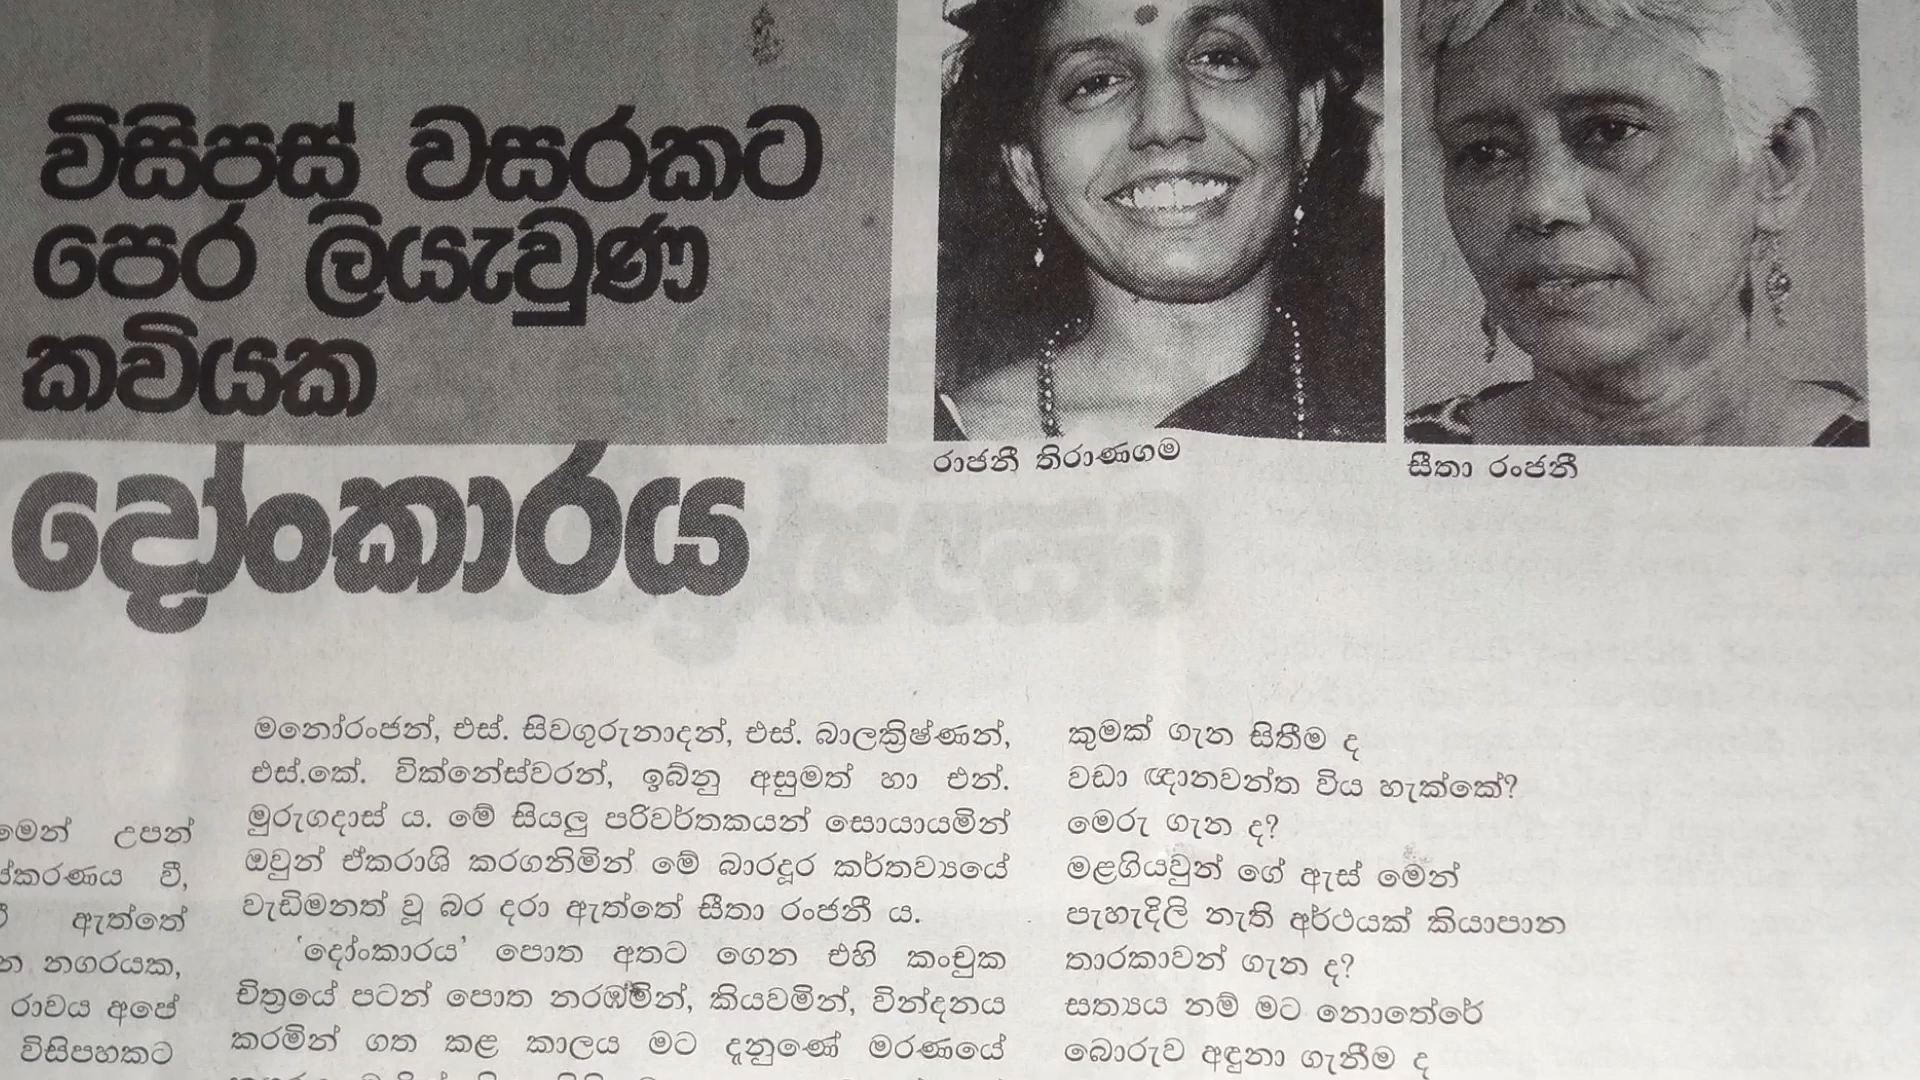 විසිපස් වසරකට
පෙර ලියැවුණ
කවියක
දෝංකාරය
රාජනී තිරාණගම
සීතා රංජනී
මෙන් උපන්
වී,
ඇත්තේ
නගරයක,
රාවය අපේ
විසිපහකට
මනෝරංජන්, එස්. සිවගුරුනාදන්, එස්. බාලක්‍රිෂ්ණන්,
එස්.කේ. වික්නේස්වරන්, ඉබ්නු අසුමත් හා එන්.
මුරුගදාස් ය. මේ සියලු පරිවර්තකයන් සොයායමින්
ඔවුන් ඒකරාශි කරගනිමින් මේ බාරදූර කර්තව්‍යයේ
වැඩිමනත් වූ බර දරා ඇත්තේ සීතා රංජනී ය.
'දෝංකාරය' පොත අතට ගෙන එහි කංචුක
චිත්‍රයේ පටන් පොත නරඹමින්, කියවමින්, වින්දනය
කරමින් ගත කළ කාලය මට දැනුණේ මරණයේ
කුමක් ගැන සිතීම ද
වඩා ඥානවන්ත විය හැක්කේ?
මෙරු ගැන ද?
මළගියවුන් ගේ ඇස් මෙන්
පැහැදිලි නැති අර්ථයක් කියාපාන
තාරකාවන් ගැන ද?
සත්‍යය නම් මට නොතේරේ
බොරුව අඳුනා ගැනීම ද